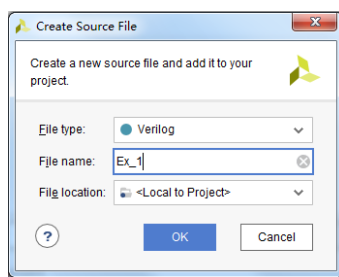 Create Source File
Create a new source file and add it to your
project.
File type: Verilog
File name: Ex_1
File location: <Local to Project>
? OK Cancel